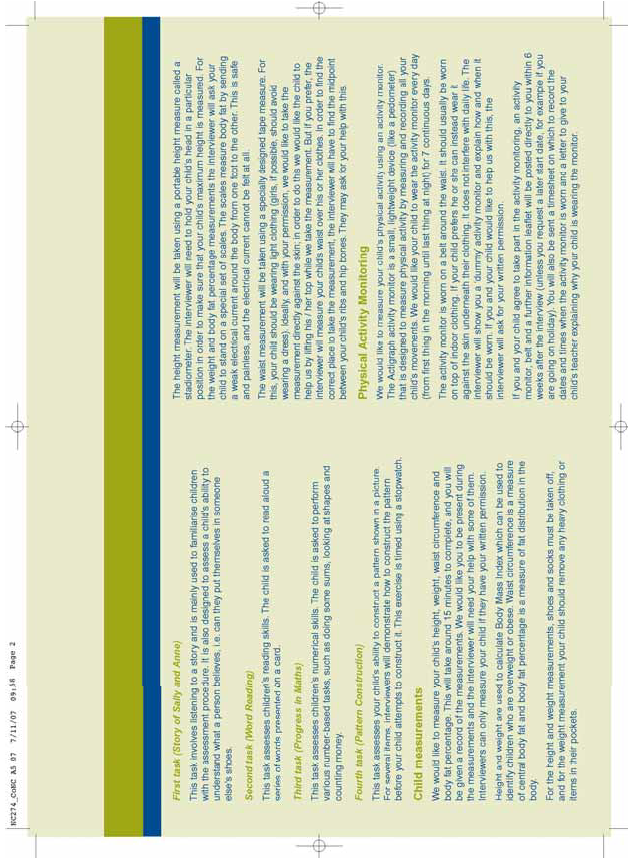 NC274_CoMC A5 07  7/11/07  09:16  Page 2
First task (Story of Sally and Anne)
This task involves listening to a story and is mainly used to familiarise children
with the assessment procedure. It is also designed to assess a child's ability to
understand what a person believes, i.e. can they put themselves in someone
else's shoes.
Second task (Word Reading)
This task assesses children's reading skills. The child is asked to read aloud a
series of words presented on a card.
Third task (Progress in Maths)
This task assesses children's numerical skills. The child is asked to perform
various number-based tasks, such as doing some sums, looking at shapes and
counting money.
Fourth task (Pattern Construction)
This task assesses your child's ability to construct a pattern shown in a picture.
For several items, interviewers will demonstrate how to construct the pattern
before your child attempts to construct it. This exercise is timed using a stopwatch.
Child measurements
We would like to measure your child's height, weight, waist circumference and
body fat percentage. This will take around 15 minutes to complete, and you will
be given a record of the measurements. We would like you to be present during
the measurements and the interviewer will need your help with some of them.
Interviewers can only measure your child if they have your written permission.
Height and weight are used to calculate Body Mass Index which can be used to
identify children who are overweight or obese. Waist circumference is a measure
of central body fat and body fat percentage is a measure of fat distribution in the
body.
For the height and weight measurements, shoes and socks must be taken off,
and for the weight measurement your child should remove any heavy clothing or
items in their pockets.
The height measurement will be taken using a portable height measure called a
stadiometer. The interviewer will need to hold your child's head in a particular
position in order to make sure that your child's maximum height is measured. For
the weight and body fat percentage measurements the interviewer will ask your
child to stand on a special set of scales. The scales measure body fat by sending
a weak electrical current around the body from one foot to the other. This is safe
and painless, and the electrical current cannot be felt at all.
The waist measurement will be taken using a specially designed tape measure. For
this, your child should be wearing light clothing (girls, if possible, should avoid
wearing a dress). Ideally, and with your permission, we would like to take the
measurement directly against the skin; in order to do this we would like the child to
help us by lifting his / her top while we take the measurement. But if you prefer, the
interviewer will measure your childs waist over his or her clothes. In order to find the
correct place to take the measurement, the interviewer will have to find the midpoint
between your child's ribs and hip bones. They may ask for your help with this.
Physical Activity Monitoring
We would like to measure your child's physical activity using an activity monitor.
The Actigraph activity monitor is a small, lightweight device (like a pedometer)
that is designed to measure physical activity by measuring and recording all your
child's movements. We would like your child to wear the activity monitor every day
(from first thing in the morning until last thing at night) for 7 continuous days.
The activity monitor is worn on a belt around the waist. It should usually be worn
on top of indoor clothing. If your child prefers he or she can instead wear it
against the skin underneath their clothing. It does not interfere with daily life. The
interviewer will show you a dummy activity monitor and explain how and when it
should be worn. If you and your child would like to help us with this, the
interviewer will ask for your written permission.
If you and your child agree to take part in the activity monitoring, an activity
monitor, belt and a further information leaflet will be posted directly to you within 6
weeks after the interview (unless you request a later start date, for example if you
are going on holiday). You will also be sent a timesheet on which to record the
dates and times when the activity monitor is worn and a letter to give to your
child's teacher explaining why your child is wearing the monitor.